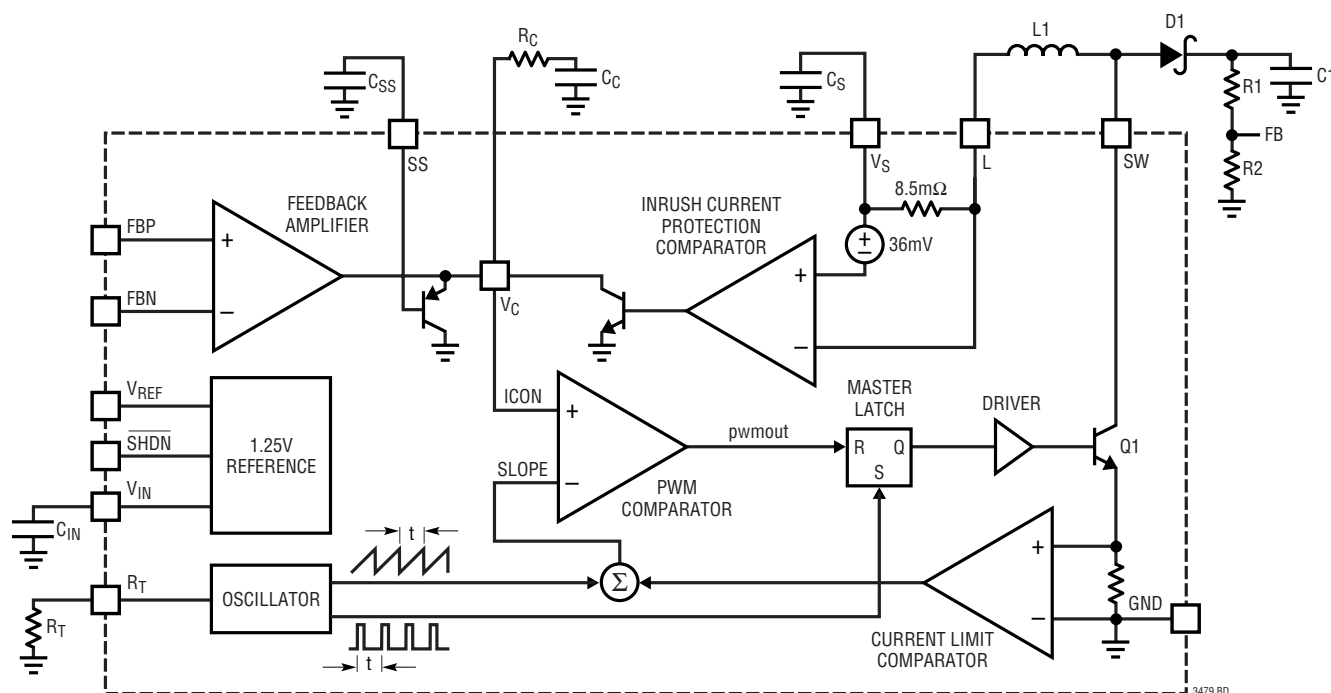 L1
D1
R1
C1
FB
R2
RC
CC
CSS
CS
SS
VS
L
SW
8.5mΩ
36mV
+
−
FEEDBACK
AMPLIFIER
INRUSH CURRENT
PROTECTION
COMPARATOR
FBP
+
FBN
−
VC
+
−
VREF
SHDN
VIN
CIN
1.25V
REFERENCE
ICON
+
SLOPE
−
PWM
COMPARATOR
pwmout
MASTER
LATCH
R
Q
S
DRIVER
Q1
t
RT
RT
OSCILLATOR
Σ
t
+
−
CURRENT LIMIT
COMPARATOR
GND
3479 BD